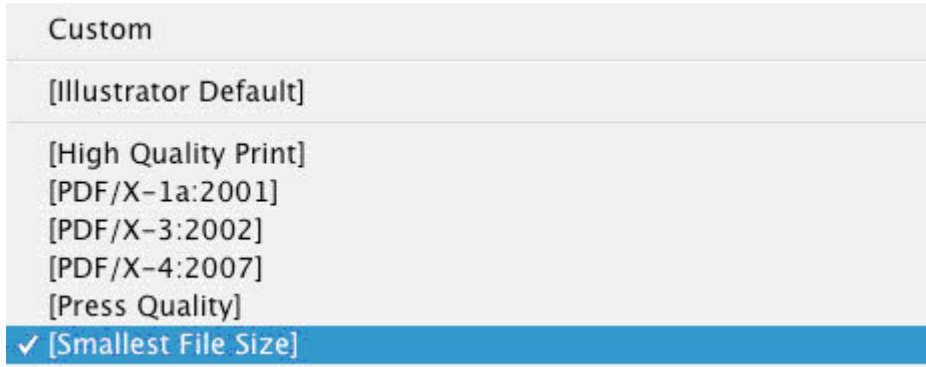 Custom
[Illustrator Default]
[High Quality Print]
[PDF/X-1a:2001]
[PDF/X-3:2002]
[PDF/X-4:2007]
[Press Quality]
✓ [Smallest File Size]